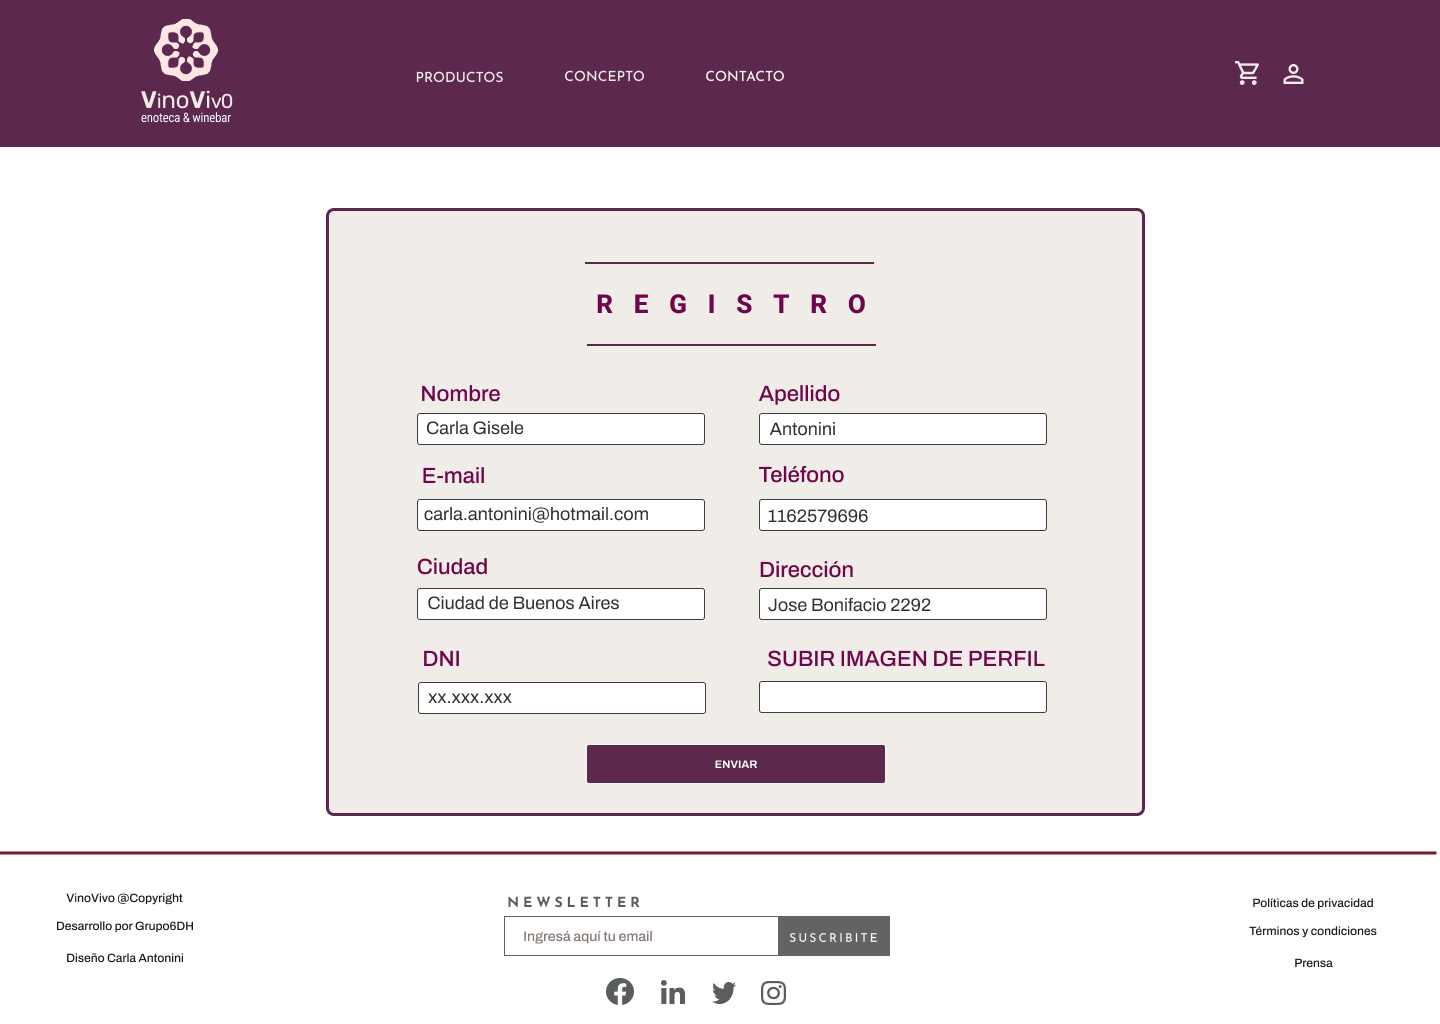 VinoVivo
enoteca & winebar
PRODUCTOS
CONCEPTO
CONTACTO
REGISTRO
Nombre
Apellido
Carla Gisele
Antonini
E-mail
Teléfono
carla.antonini@hotmail.com
1162579696
Ciudad
Dirección
Ciudad de Buenos Aires
Jose Bonifacio 2292
DNI
SUBIR IMAGEN DE PERFIL
xx.xxx.xxx
ENVIAR
VinoVivo @Copyright
Desarrollo por Grupo6DH
Diseño Carla Antonini
NEWSLETTER
Ingresá aquí tu email
SUSCRIBITE
Políticas de privacidad
Términos y condiciones
Prensa